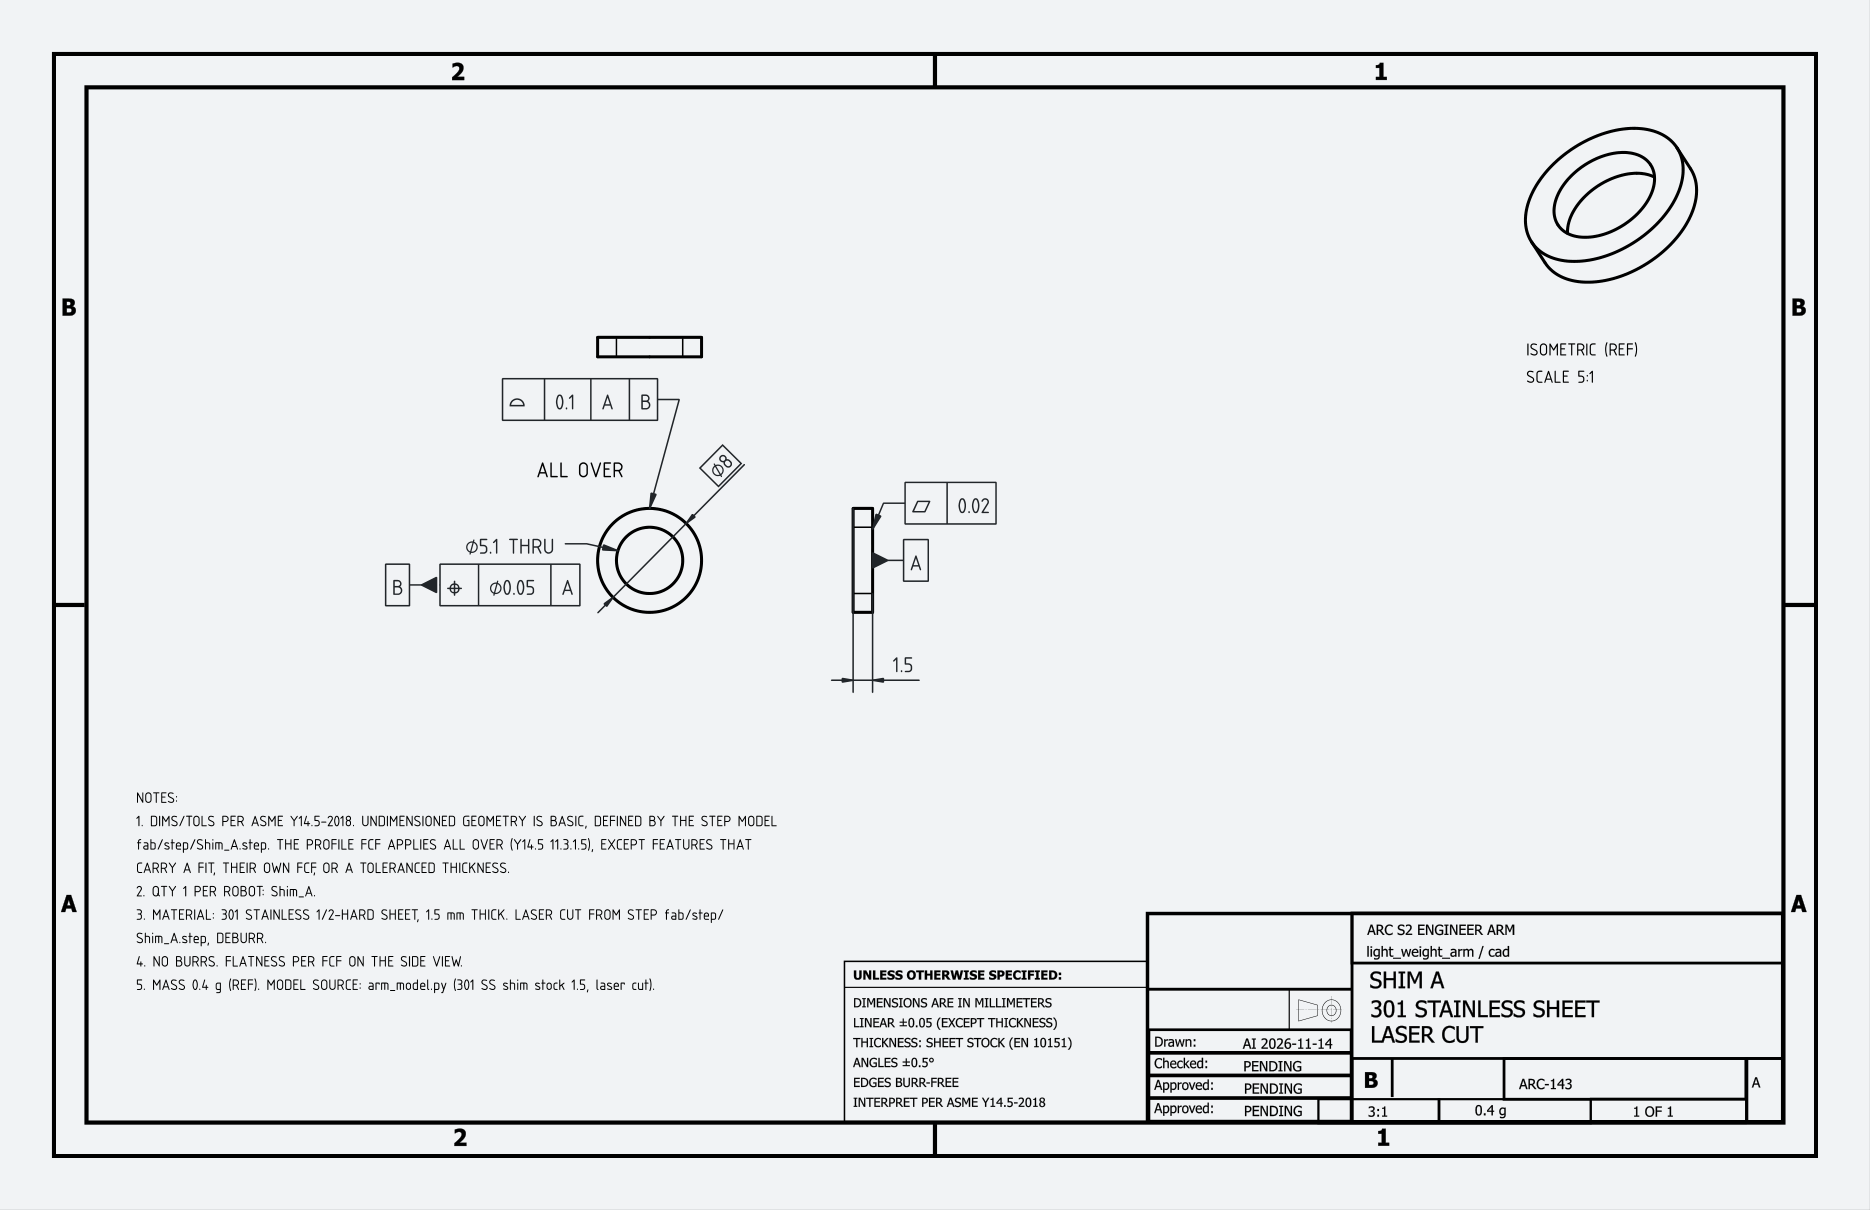 2
1
B
B
ISOMETRIC (REF)
SCALE 5:1
⌓ 0.1 A B
ALL OVER
⌀8
⌀5.1 THRU
B ⌖ ⌀0.05 A
⏥ 0.02
A
1.5
NOTES:
1. DIMS/TOLS PER ASME Y14.5-2018. UNDIMENSIONED GEOMETRY IS BASIC, DEFINED BY THE STEP MODEL
fab/step/Shim_A.step. THE PROFILE FCF APPLIES ALL OVER (Y14.5 11.3.1.5), EXCEPT FEATURES THAT
CARRY A FIT, THEIR OWN FCF, OR A TOLERANCED THICKNESS.
2. QTY 1 PER ROBOT: Shim_A.
3. MATERIAL: 301 STAINLESS 1/2-HARD SHEET, 1.5 mm THICK. LASER CUT FROM STEP fab/step/
Shim_A.step, DEBURR.
4. NO BURRS. FLATNESS PER FCF ON THE SIDE VIEW.
5. MASS 0.4 g (REF). MODEL SOURCE: arm_model.py (301 SS shim stock 1.5, laser cut).
A
A
UNLESS OTHERWISE SPECIFIED:
DIMENSIONS ARE IN MILLIMETERS
LINEAR ±0.05 (EXCEPT THICKNESS)
THICKNESS: SHEET STOCK (EN 10151)
ANGLES ±0.5°
EDGES BURR-FREE
INTERPRET PER ASME Y14.5-2018
Drawn: AI 2026-11-14
Checked: PENDING
Approved: PENDING
Approved: PENDING
ARC S2 ENGINEER ARM
light_weight_arm / cad
SHIM A
301 STAINLESS SHEET
LASER CUT
B ARC-143 A
3:1 0.4 g 1 OF 1
2
1